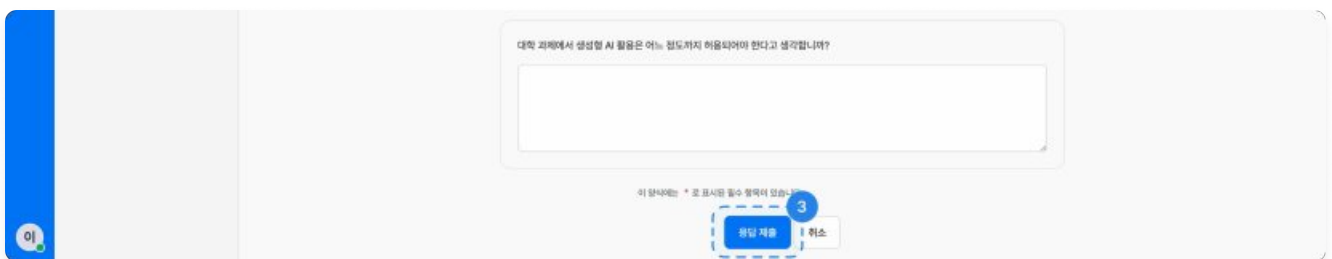 대학 과제에서 생성형 AI 활용은 어느 정도까지 허용되어야 한다고 생각합니까?
이 양식에는 * 로 표시된 필수 항목이 있습니다
3
응답 제출
취소
이